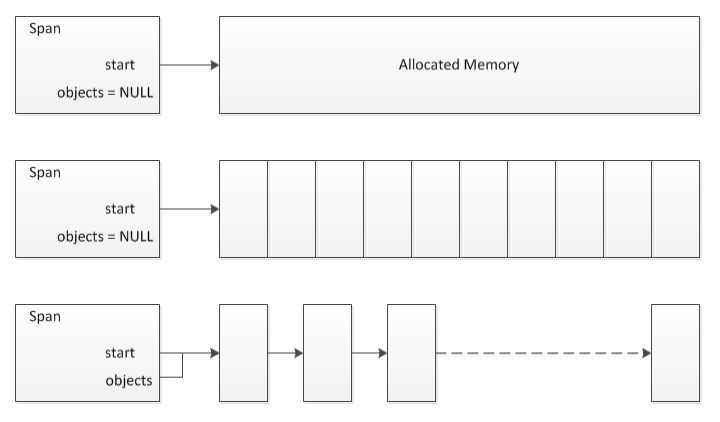 Span
start
objects = NULL
Allocated Memory
Span
start
objects = NULL
Span
start
objects